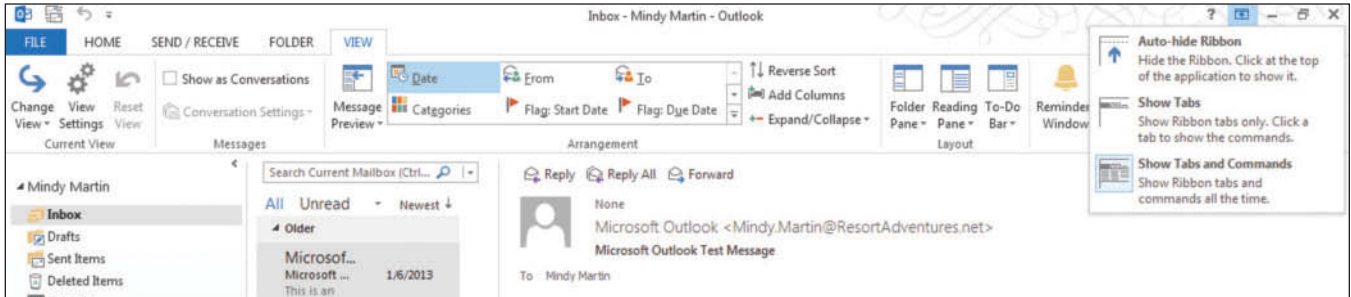 Inbox - Mindy Martin - Outlook
?
FILE HOME SEND / RECEIVE FOLDER VIEW
Change View
View Settings
Reset View
Current View
Show as Conversations
Conversation Settings
Messages
Message Preview
Date
From
To
Categories
Flag: Start Date
Flag: Due Date
Reverse Sort
Add Columns
Expand/Collapse
Arrangement
Folder Pane
Reading Pane
To-Do Bar
Layout
Reminder
Window
Auto-hide Ribbon
Hide the Ribbon. Click at the top
of the application to show it.
Show Tabs
Show Ribbon tabs only. Click a
tab to show the commands.
Show Tabs and Commands
Show Ribbon tabs and
commands all the time.
Mindy Martin
Inbox
Drafts
Sent Items
Deleted Items
Search Current Mailbox (Ctrl...
All Unread Newest ↓
Older
Microsof...
Microsoft ... 1/6/2013
This is an
Reply Reply All Forward
None
Microsoft Outlook <Mindy.Martin@ResortAdventures.net>
Microsoft Outlook Test Message
To Mindy Martin